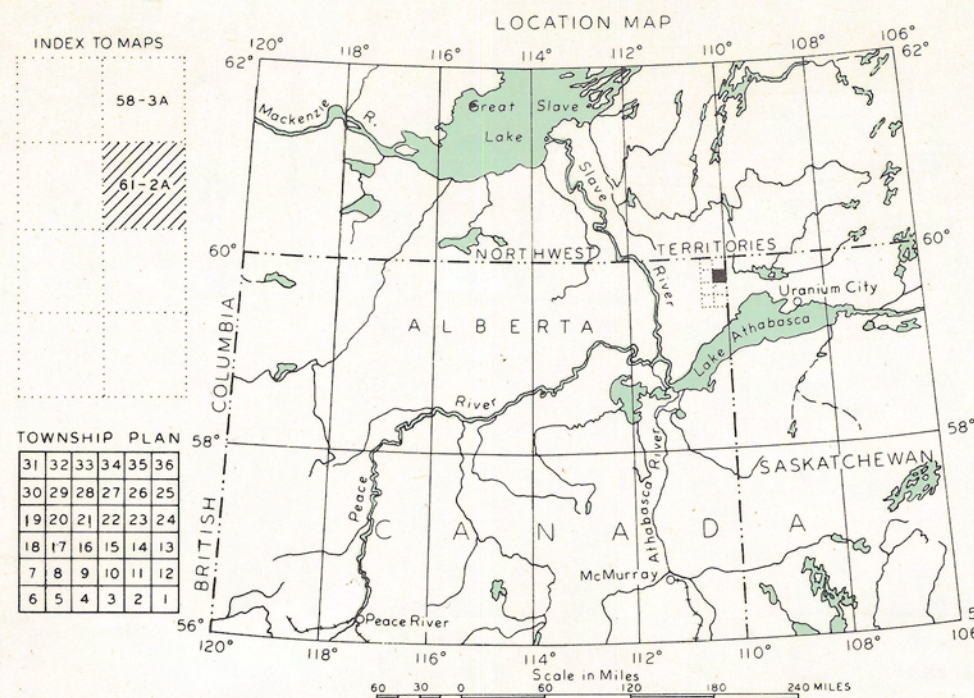 LOCATION MAP
INDEX TO MAPS
58-3A
61-2A
120° 118° 116° 114° 112° 110° 108° 106°
62° 62°
Mackenzie R.
Great Slave
Lake
Slave
River
60° 60°
NORTHWEST TERRITORIES
Uranium City
ALBERTA
Lake Athabasca
BRITISH COLUMBIA
River
Peace
58° 58°
SASKATCHEWAN
Athabasca River
CANADA
McMurray
Peace River
56°
120° 118° 116° 114° 112° 110° 108°
TOWNSHIP PLAN
31 32 33 34 35 36
30 29 28 27 26 25
19 20 21 22 23 24
18 17 16 15 14 13
7 8 9 10 11 12
6 5 4 3 2 1
Scale in Miles
60 30 0 60 120 180 240 MILES